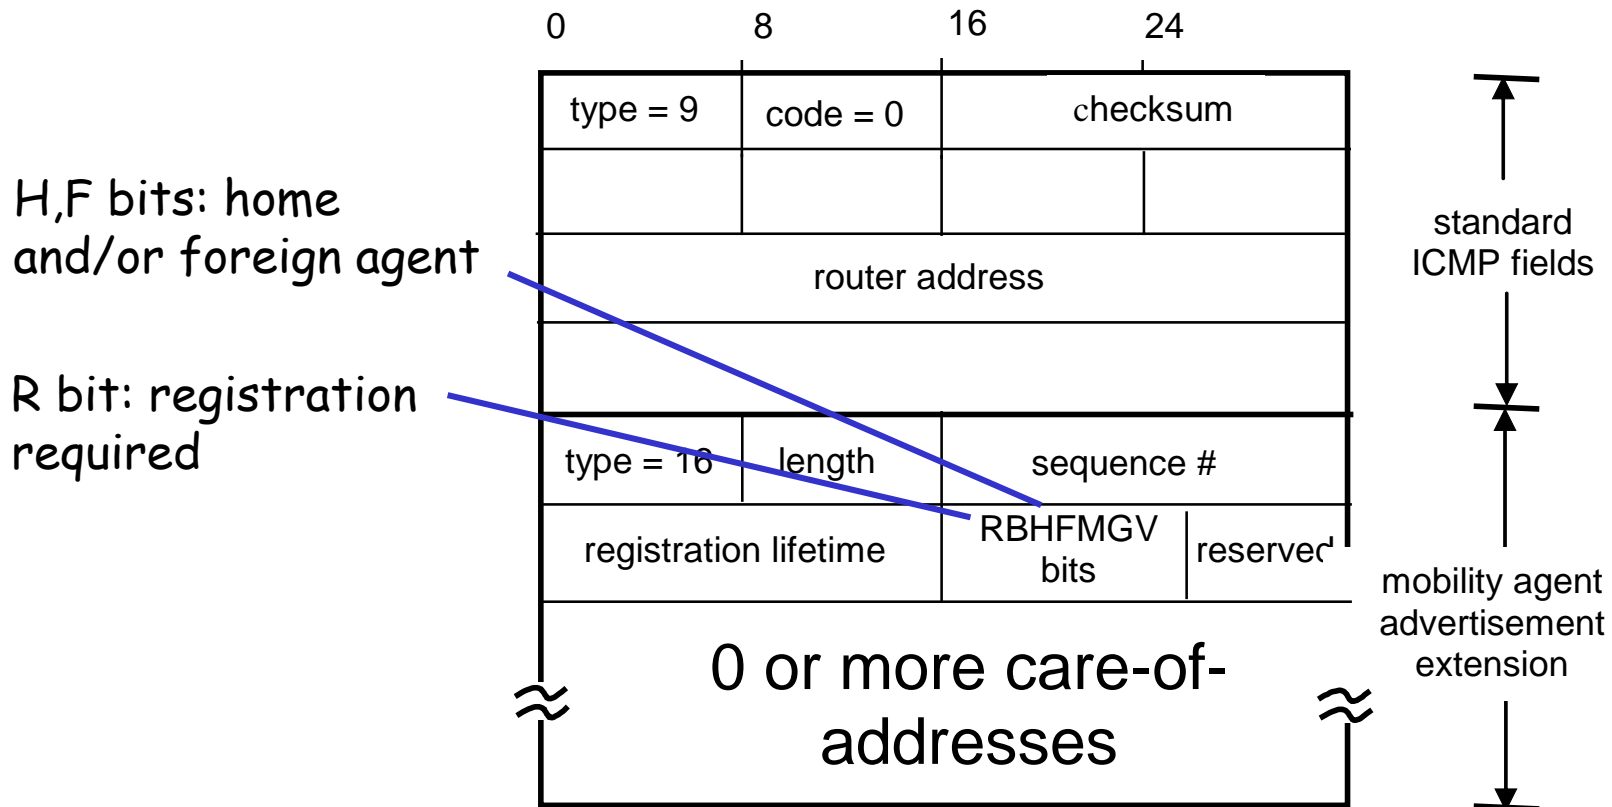 0 8 16 24
type = 9 code = 0 checksum
H,F bits: home
and/or foreign agent
router address
standard
ICMP fields
R bit: registration
required
type = 16 length sequence #
registration lifetime RBHFMGV
bits reserved
mobility agent
advertisement
extension
0 or more care-of-
addresses